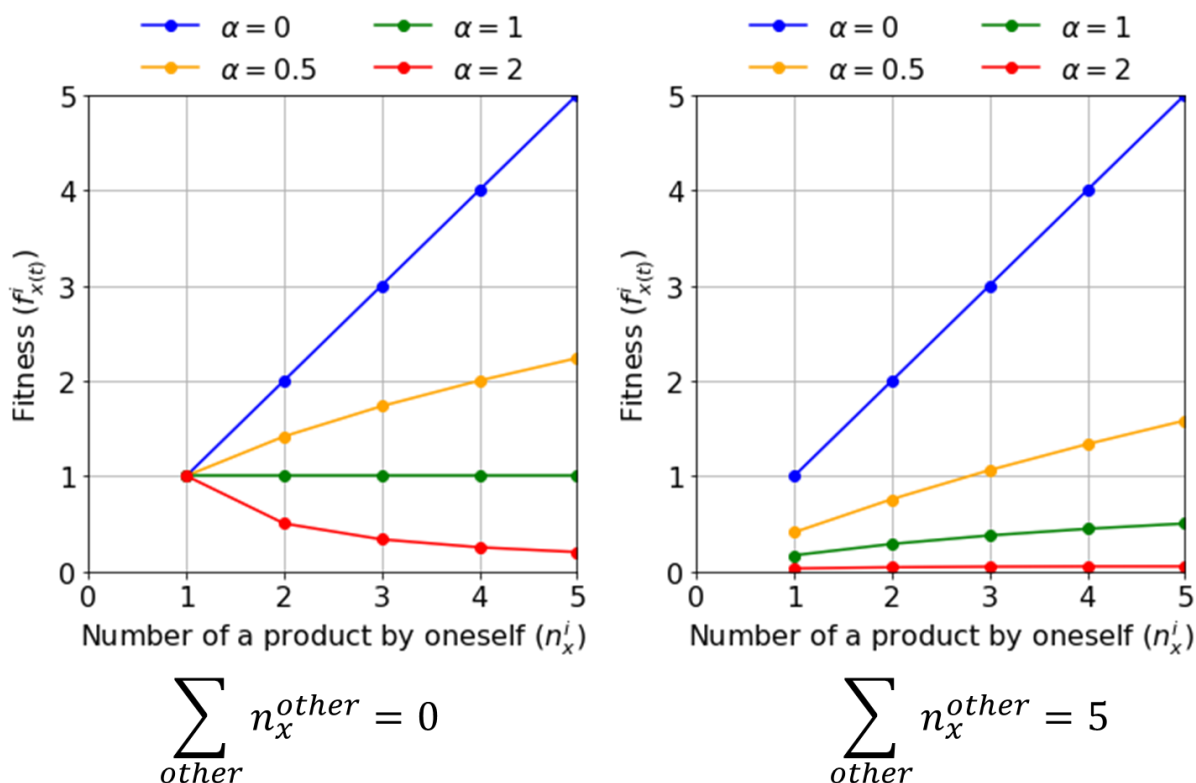 α = 0
α = 1
α = 0.5
α = 2
5
4
3
2
1
0
0 1 2 3 4 5
Fitness (f^i_{x(t)})
Number of a product by oneself (n^i_x)
∑_{other} n_x^{other} = 0
α = 0
α = 1
α = 0.5
α = 2
5
4
3
2
1
0
0 1 2 3 4 5
Fitness (f^i_{x(t)})
Number of a product by oneself (n^i_x)
∑_{other} n_x^{other} = 5